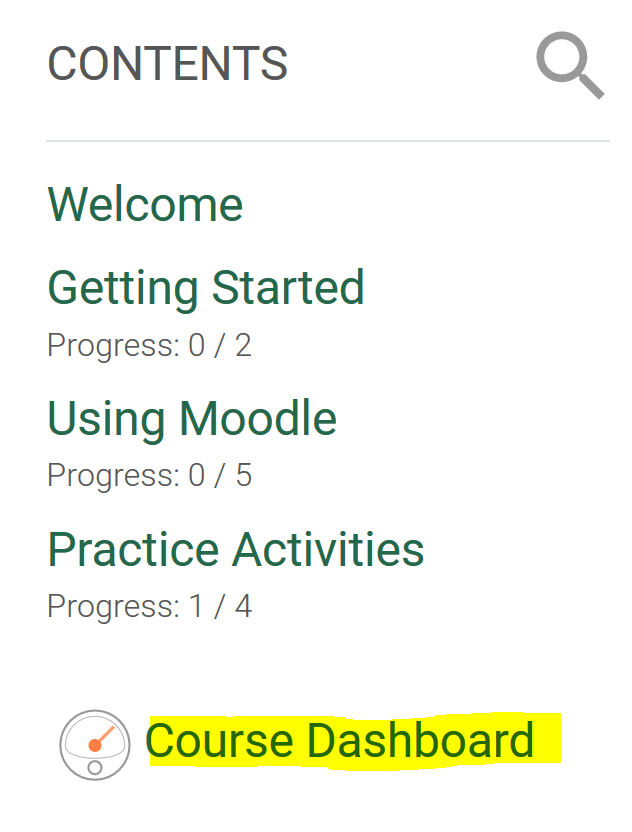 CONTENTS
Welcome
Getting Started
Progress: 0 / 2
Using Moodle
Progress: 0 / 5
Practice Activities
Progress: 1 / 4
Course Dashboard